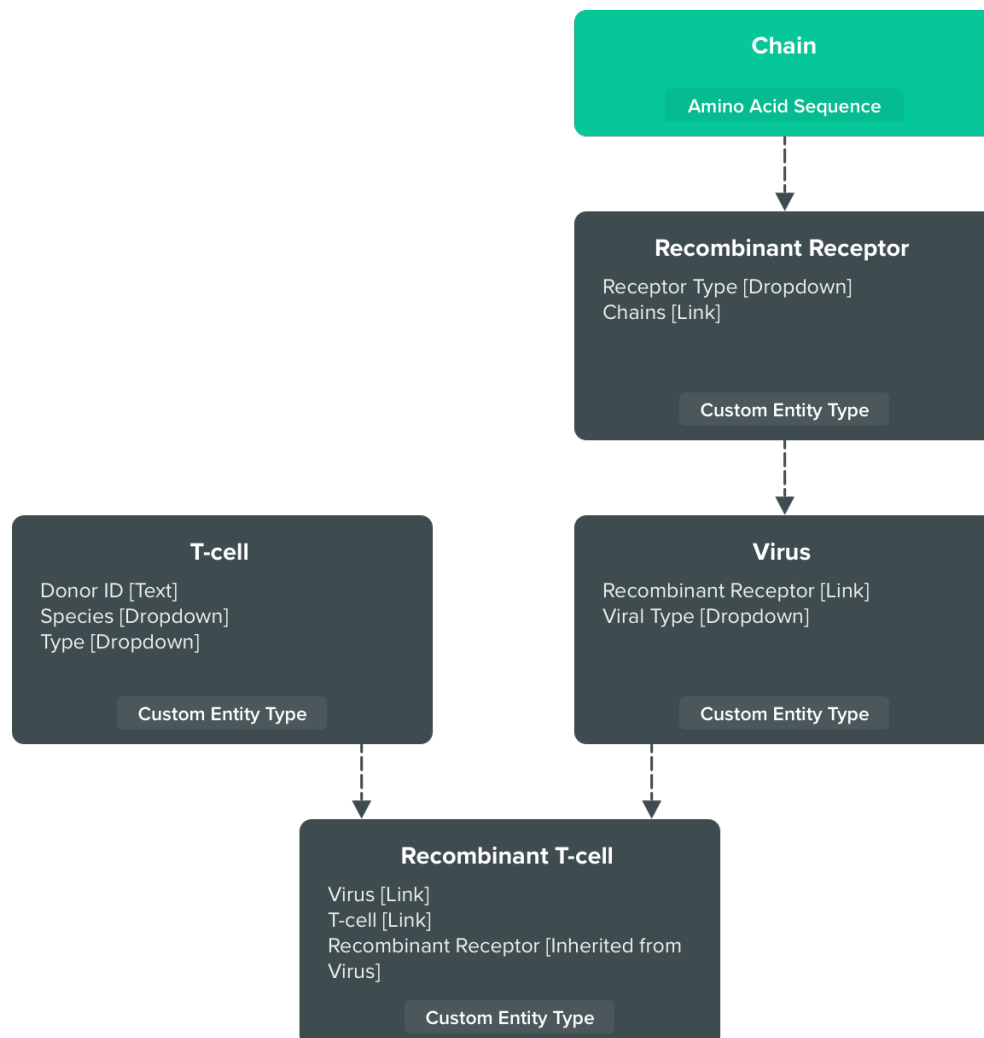 Chain
Amino Acid Sequence
Recombinant Receptor
Receptor Type [Dropdown]
Chains [Link]
Custom Entity Type
T-cell
Donor ID [Text]
Species [Dropdown]
Type [Dropdown]
Custom Entity Type
Virus
Recombinant Receptor [Link]
Viral Type [Dropdown]
Custom Entity Type
Recombinant T-cell
Virus [Link]
T-cell [Link]
Recombinant Receptor [Inherited from
Virus]
Custom Entity Type